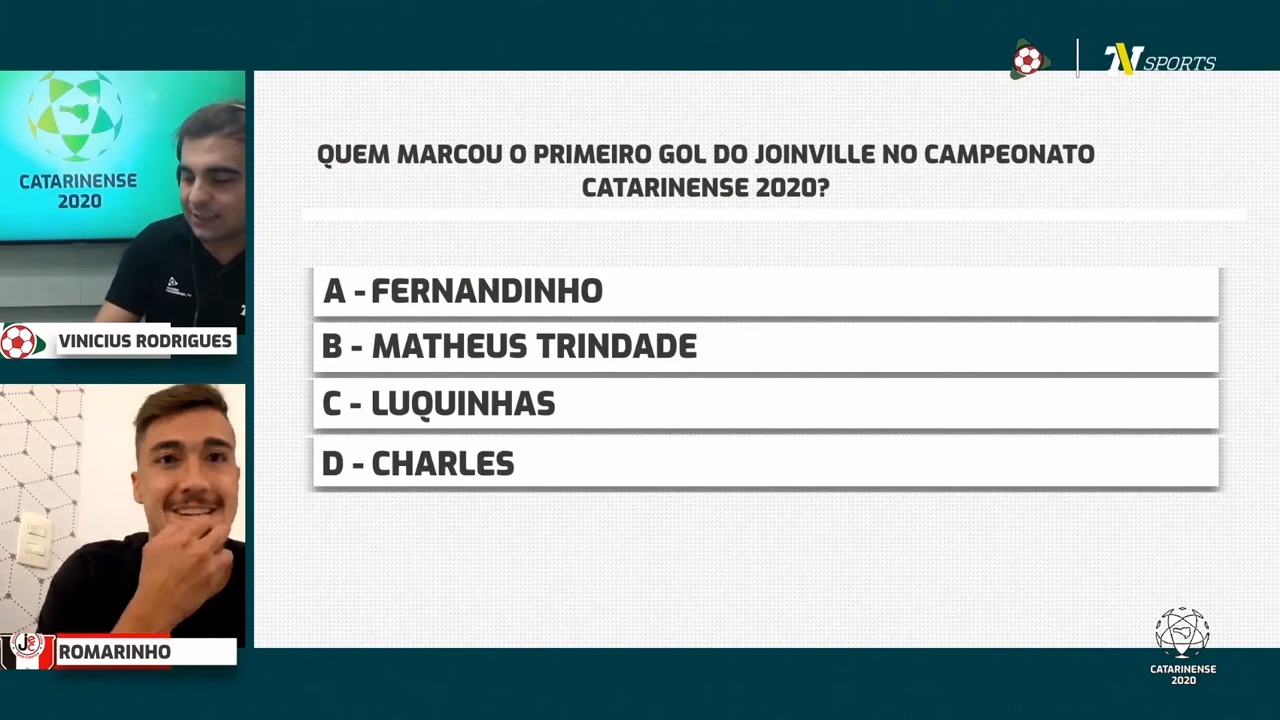 NSPORTS
CATARINENSE
2020
VINICIUS RODRIGUES
ROMARINHO
QUEM MARCOU O PRIMEIRO GOL DO JOINVILLE NO CAMPEONATO
CATARINENSE 2020?
A - FERNANDINHO
B - MATHEUS TRINDADE
C - LUQUINHAS
D - CHARLES
CATARINENSE
2020